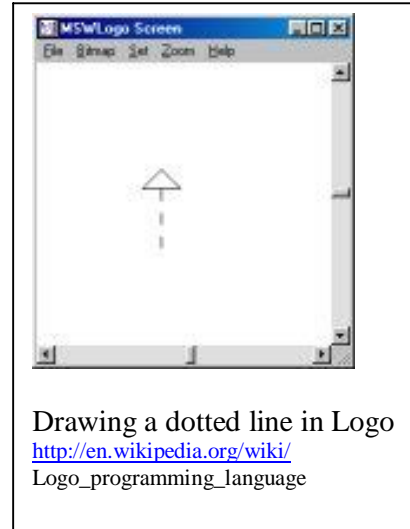 MSWLogo Screen
File Bitmap Set Zoom Help
Drawing a dotted line in Logo
http://en.wikipedia.org/wiki/
Logo_programming_language